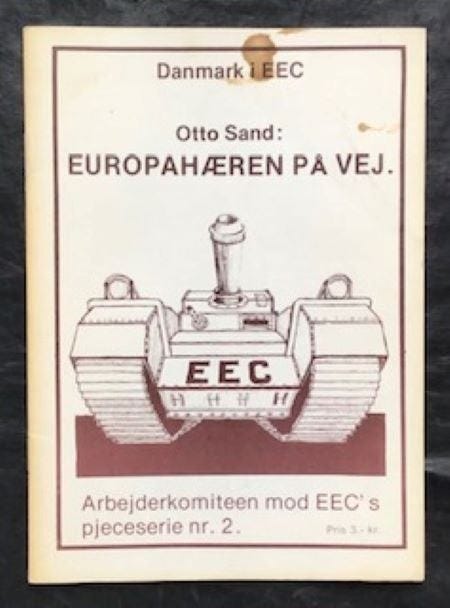 Danmark i EEC
Otto Sand:
EUROPAHÆREN PÅ VEJ.
EEC
Arbejderkomiteen mod EEC's
pjeceserie nr. 2.
Pris 3.- kr.